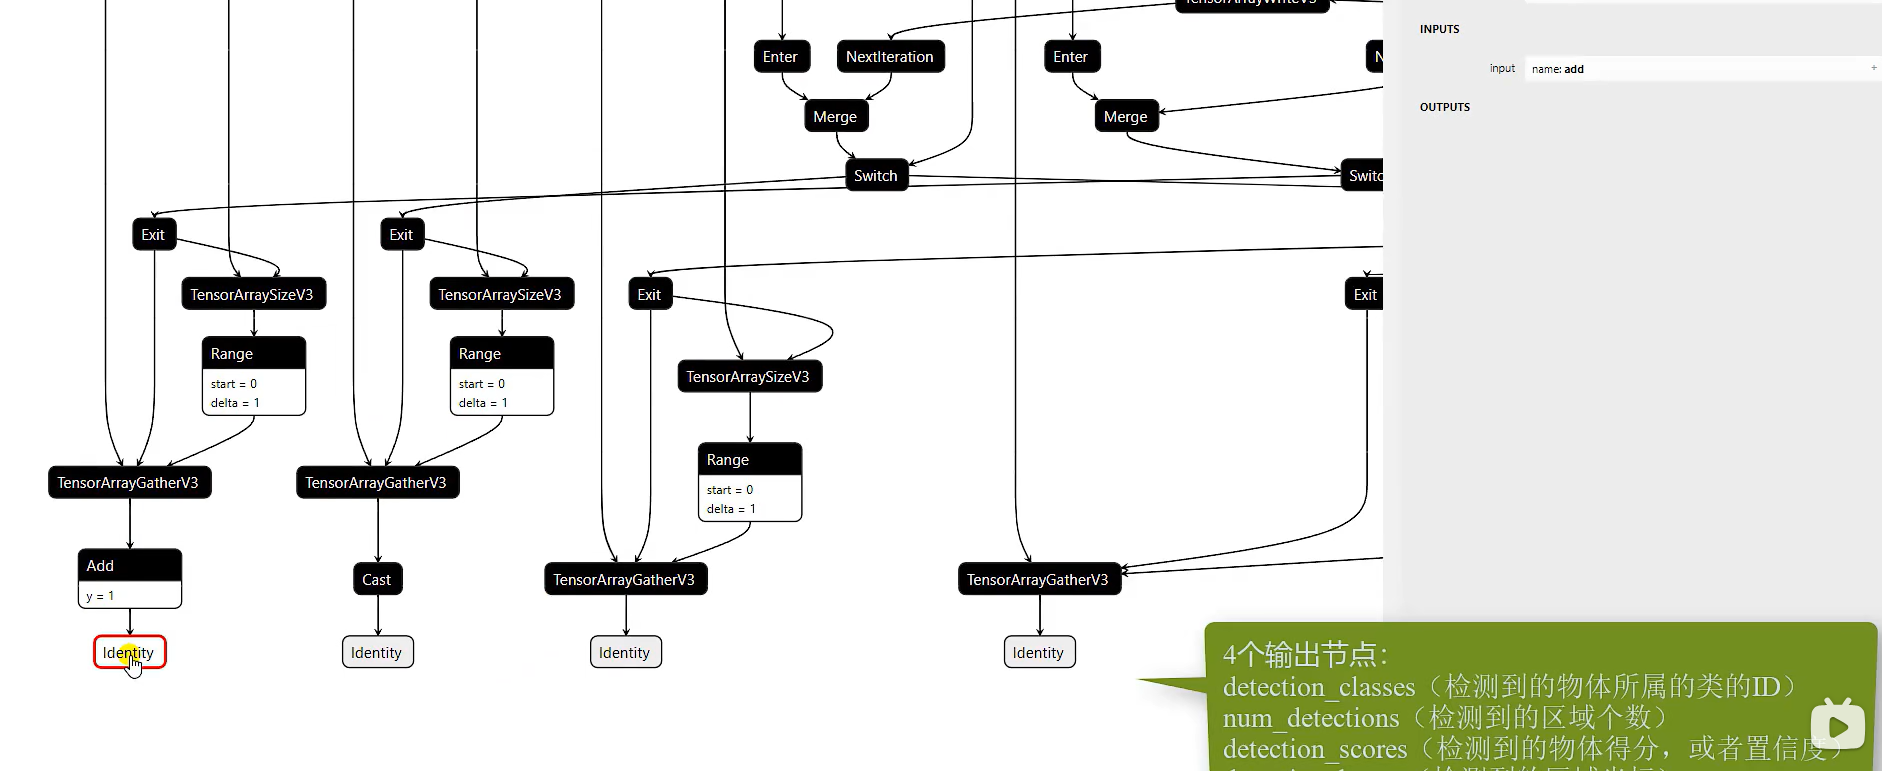 TensorArrayWriteV3
INPUTS
Enter
NextIteration
Enter
input
name: add
+
OUTPUTS
Merge
Merge
Switch
Switc
Exit
Exit
TensorArraySizeV3
TensorArraySizeV3
Exit
Exit
Range
start = 0
delta = 1
Range
start = 0
delta = 1
TensorArraySizeV3
Range
start = 0
delta = 1
TensorArrayGatherV3
TensorArrayGatherV3
Add
y = 1
Cast
TensorArrayGatherV3
TensorArrayGatherV3
Identity
Identity
Identity
Identity
4个输出节点:
detection_classes（检测到的物体所属的类的ID）
num_detections（检测到的区域个数）
detection_scores（检测到的物体得分，或者置信度）